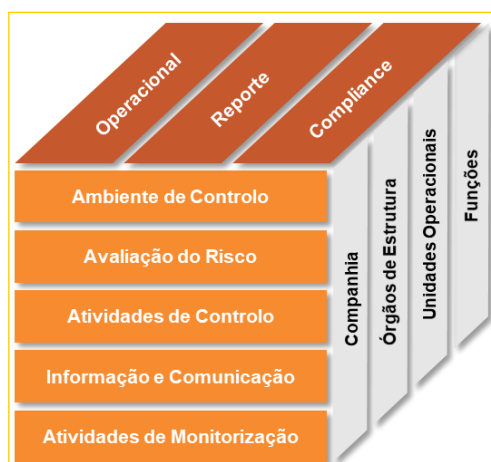 Operacional
Reporte
Compliance
Ambiente de Controlo
Avaliação do Risco
Atividades de Controlo
Informação e Comunicação
Atividades de Monitorização
Companhia
Órgãos de Estrutura
Unidades Operacionais
Funções